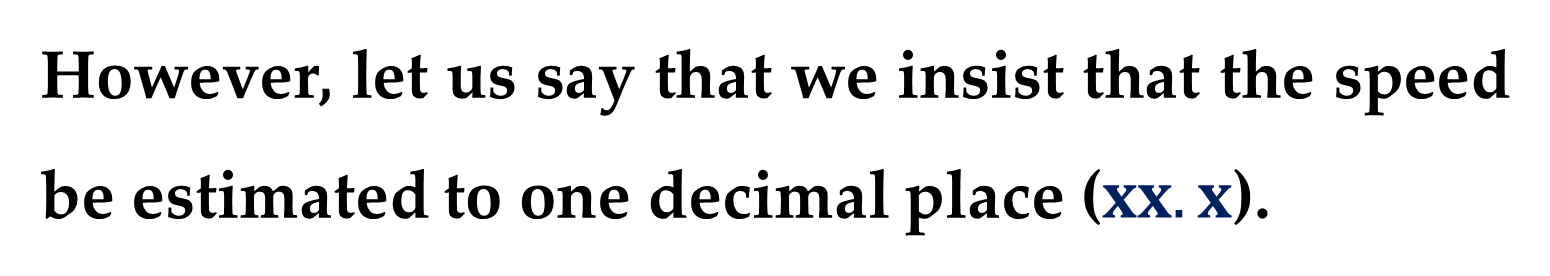 However, let us say that we insist that the speed
be estimated to one decimal place (xx. x).